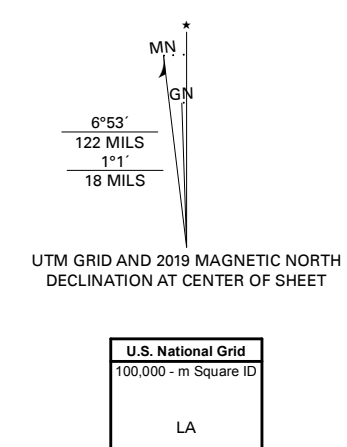 ★
MN
GN
6°53´
122 MILS
1°1´
18 MILS
UTM GRID AND 2019 MAGNETIC NORTH
DECLINATION AT CENTER OF SHEET
U.S. National Grid
100,000 - m Square ID
LA